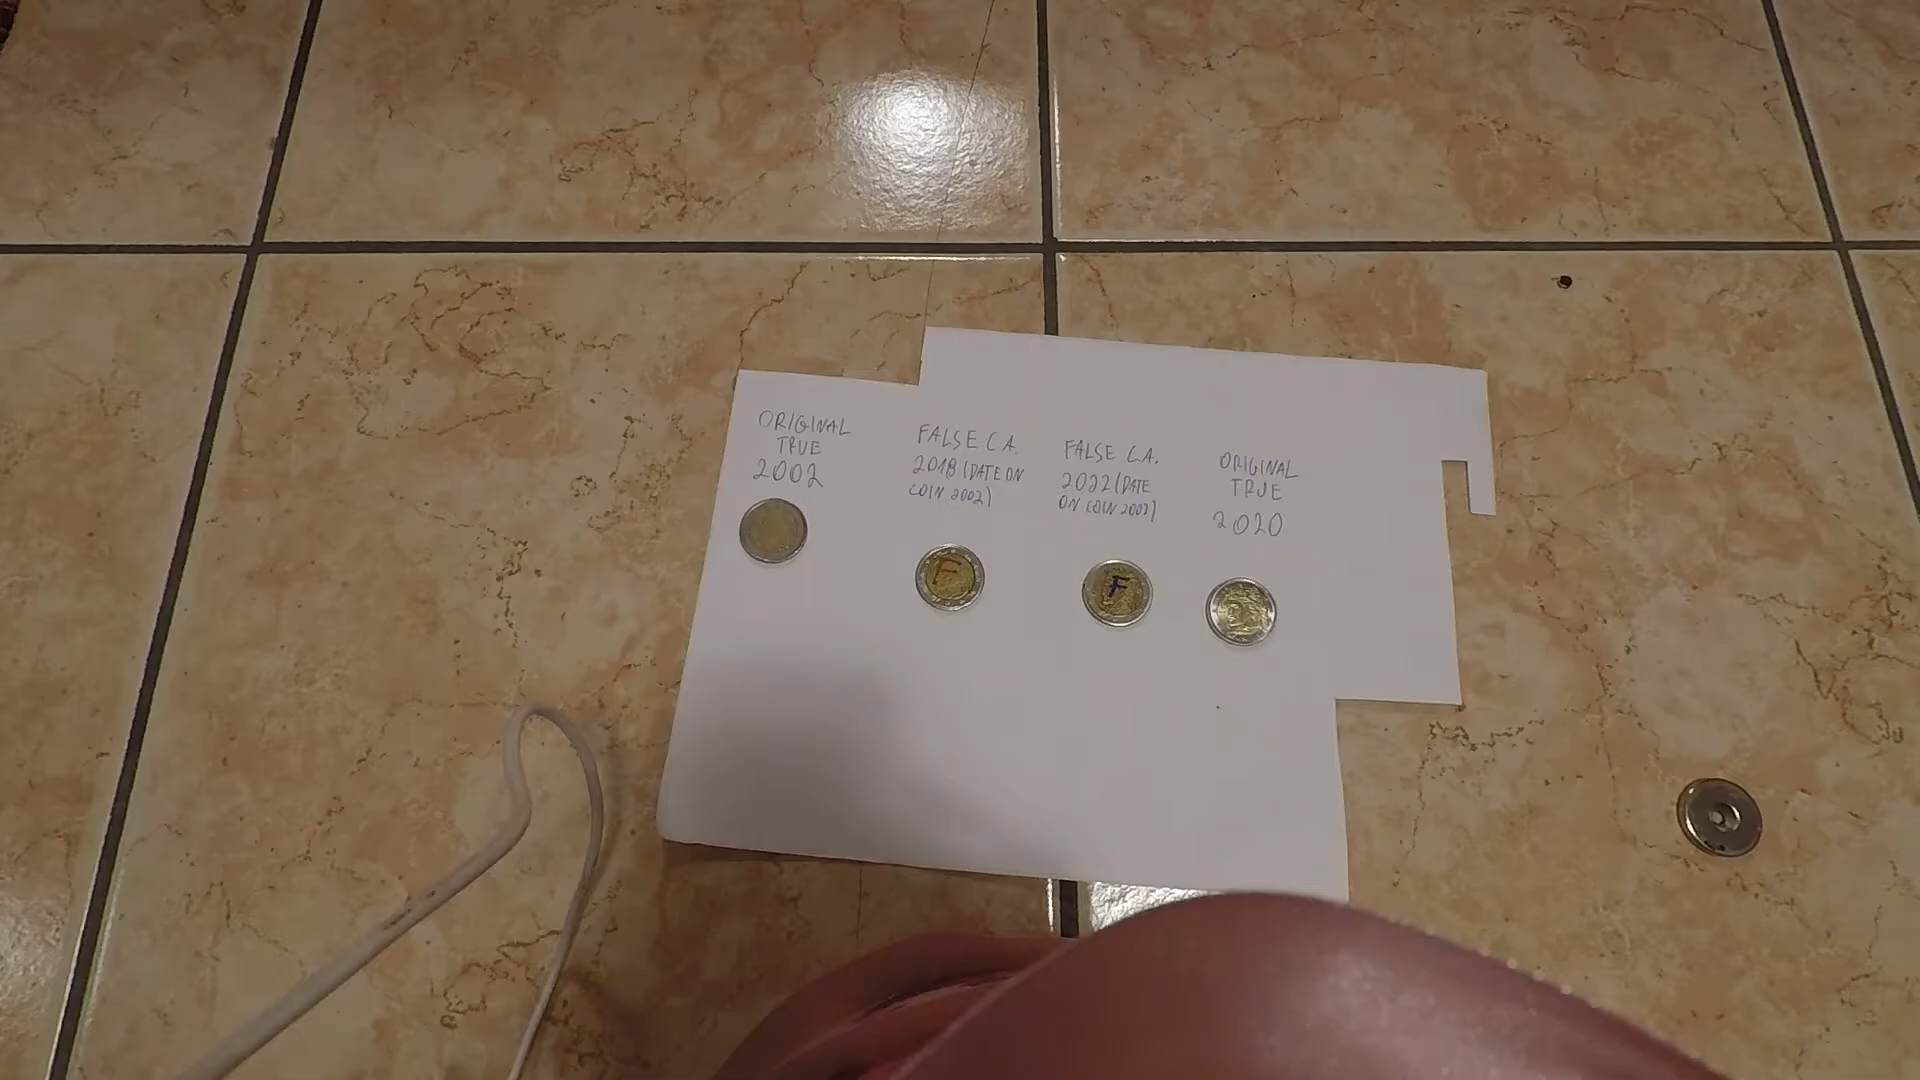 ORIGINAL
TRUE
2002
FALSE C.A.
2018 (DATE ON
COIN 2002)
F
FALSE C.A.
2022 (DATE
ON COIN 2002)
F
ORIGINAL
TRUE
2020